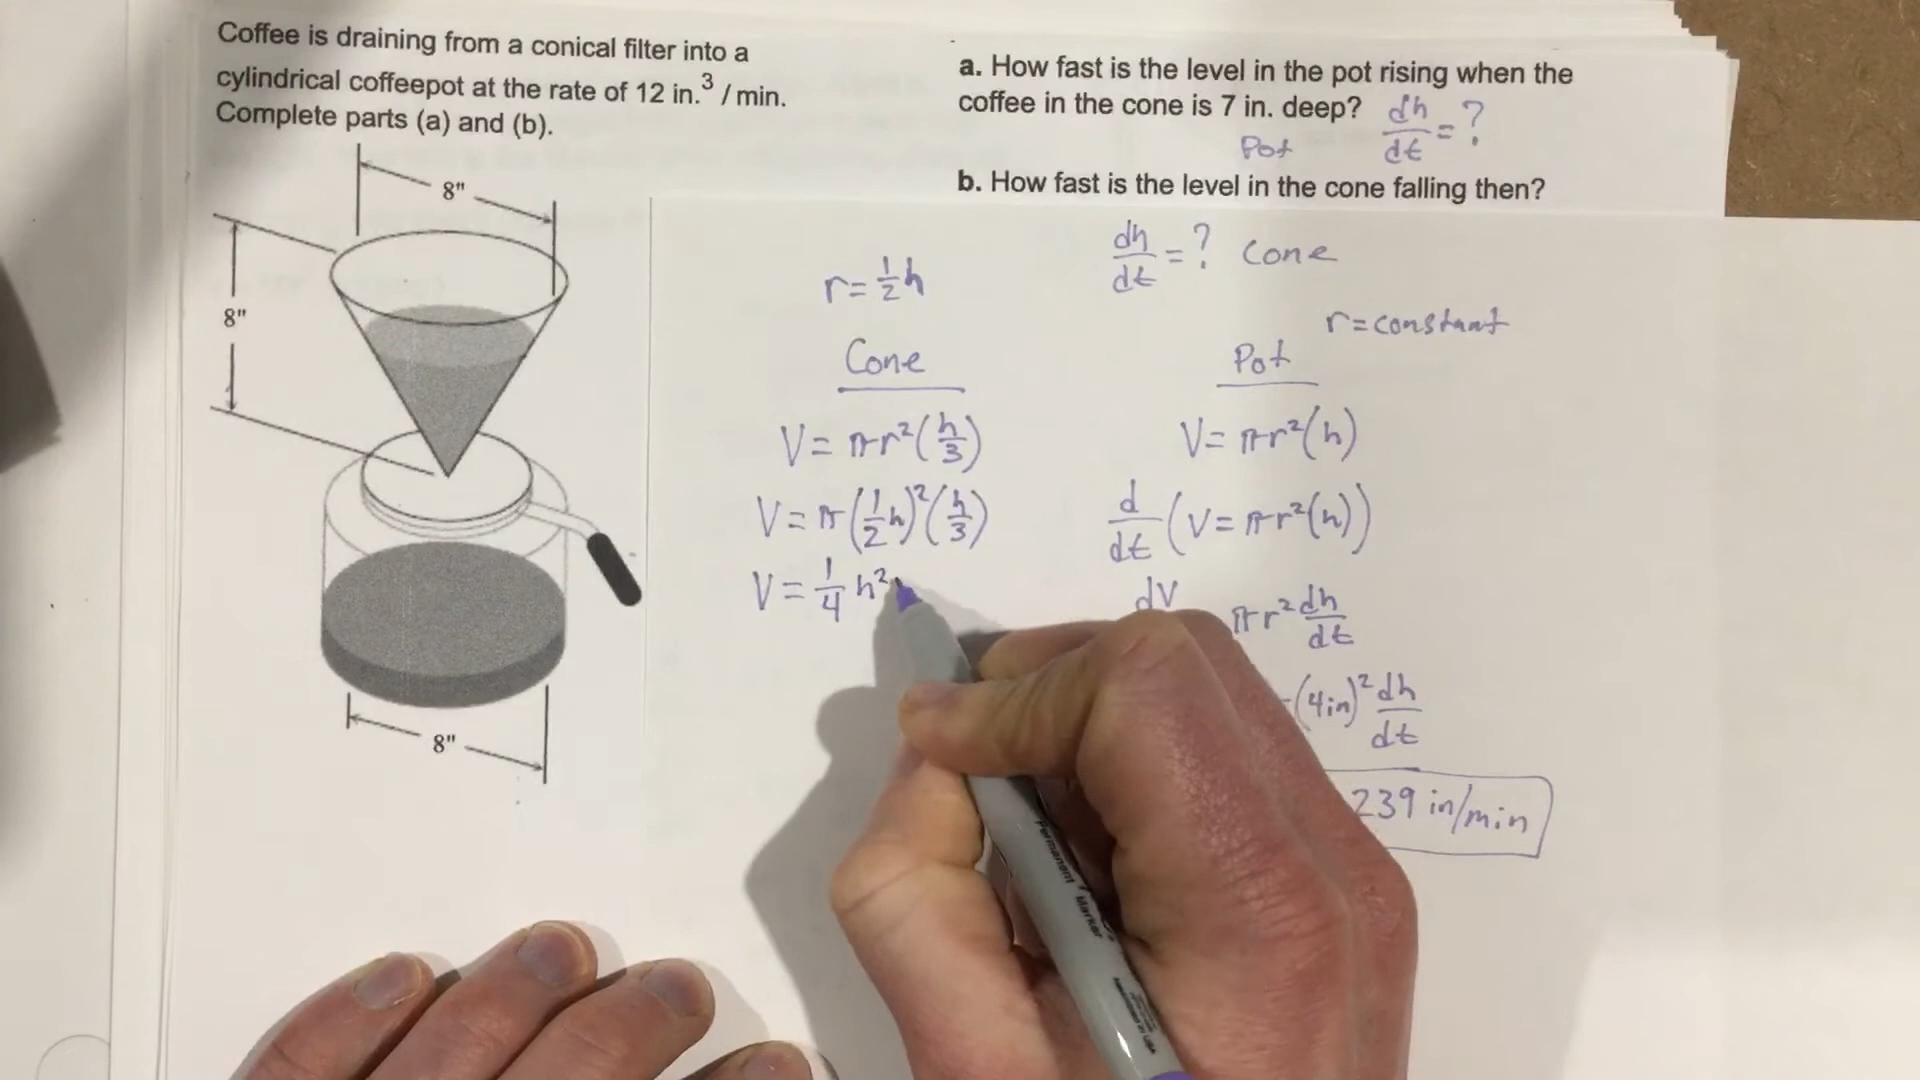 Coffee is draining from a conical filter into a
cylindrical coffeepot at the rate of 12 in.³ / min.
Complete parts (a) and (b).
a. How fast is the level in the pot rising when the
coffee in the cone is 7 in. deep? dh/dt = ?
Pot
b. How fast is the level in the cone falling then?
dh/dt = ? Cone
8"
8"
8"
r = 1/2 h
Cone
V = πr²(h/3)
V = π(1/2 h)²(h/3)
V = 1/4 h²
r = constant
Pot
V = πr²(h)
d/dt (V = πr²(h))
dV πr² dh/dt
(4in)² dh/dt
239 in/min
Permanent Marker